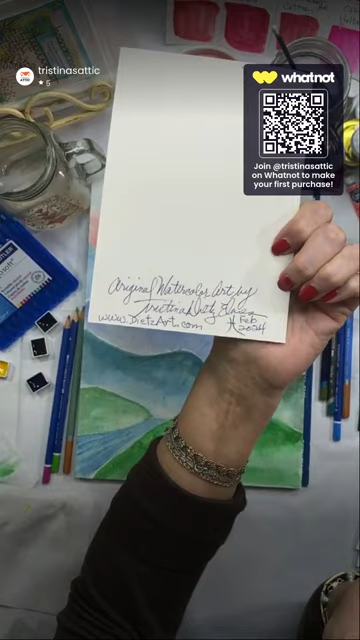 tristinasattic
★ 5
whatnot
Join @tristinasattic
on Whatnot to make
your first purchase!
Original Watercolor Art by
Tristina Dietz Elmes
www.DietzArt.com
Feb
2024